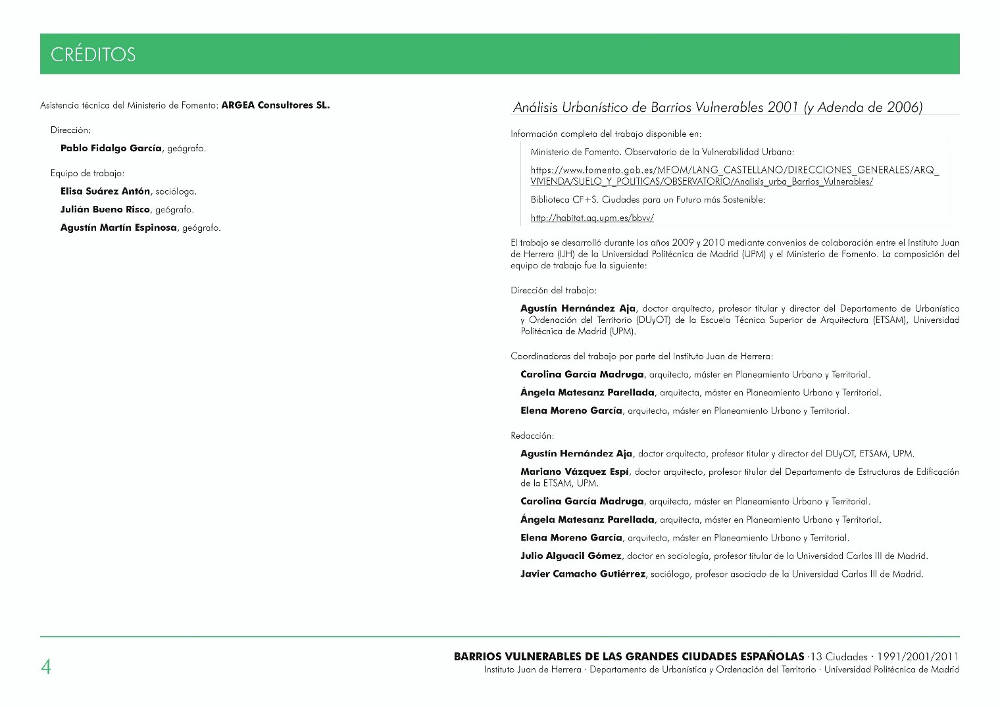 CRÉDITOS
Asistencia técnica del Ministerio de Fomento: ARGEA Consultores SL.
Dirección:
Pablo Fidalgo García, geógrafo.
Equipo de trabajo:
Elisa Suárez Antón, socióloga.
Julián Bueno Risco, geógrafo.
Agustín Martín Espinosa, geógrafo.
Análisis Urbanístico de Barrios Vulnerables 2001 (y Adenda de 2006)
Información completa del trabajo disponible en:
Ministerio de Fomento. Observatorio de la Vulnerabilidad Urbana:
https://www.fomento.gob.es/MFOM/LANG_CASTELLANO/DIRECCIONES_GENERALES/ARQ_
VIVIENDA/SUELO_Y_POLITICAS/OBSERVATORIO/Analisis_urba_Barrios_Vulnerables/
Biblioteca CF+S. Ciudades para un Futuro más Sostenible:
http://habitat.aq.upm.es/bbvv/
El trabajo se desarrolló durante los años 2009 y 2010 mediante convenios de colaboración entre el Instituto Juan
de Herrera (IJH) de la Universidad Politécnica de Madrid (UPM) y el Ministerio de Fomento. La composición del
equipo de trabajo fue la siguiente:
Dirección del trabajo:
Agustín Hernández Aja, doctor arquitecto, profesor titular y director del Departamento de Urbanística
y Ordenación del Territorio (DUyOT) de la Escuela Técnica Superior de Arquitectura (ETSAM), Universidad
Politécnica de Madrid (UPM).
Coordinadoras del trabajo por parte del Instituto Juan de Herrera:
Carolina García Madruga, arquitecta, máster en Planeamiento Urbano y Territorial.
Ángela Matesanz Parellada, arquitecta, máster en Planeamiento Urbano y Territorial.
Elena Moreno García, arquitecta, máster en Planeamiento Urbano y Territorial.
Redacción:
Agustín Hernández Aja, doctor arquitecto, profesor titular y director del DUyOT, ETSAM, UPM.
Mariano Vázquez Espí, doctor arquitecto, profesor titular del Departamento de Estructuras de Edificación
de la ETSAM, UPM.
Carolina García Madruga, arquitecta, máster en Planeamiento Urbano y Territorial.
Ángela Matesanz Parellada, arquitecta, máster en Planeamiento Urbano y Territorial.
Elena Moreno García, arquitecta, máster en Planeamiento Urbano y Territorial.
Julio Alguacil Gómez, doctor en sociología, profesor titular de la Universidad Carlos III de Madrid.
Javier Camacho Gutiérrez, sociólogo, profesor asociado de la Universidad Carlos III de Madrid.
4
BARRIOS VULNERABLES DE LAS GRANDES CIUDADES ESPAÑOLAS ·13 Ciudades · 1991/2001/2011
Instituto Juan de Herrera · Departamento de Urbanística y Ordenación del Territorio · Universidad Politécnica de Madrid